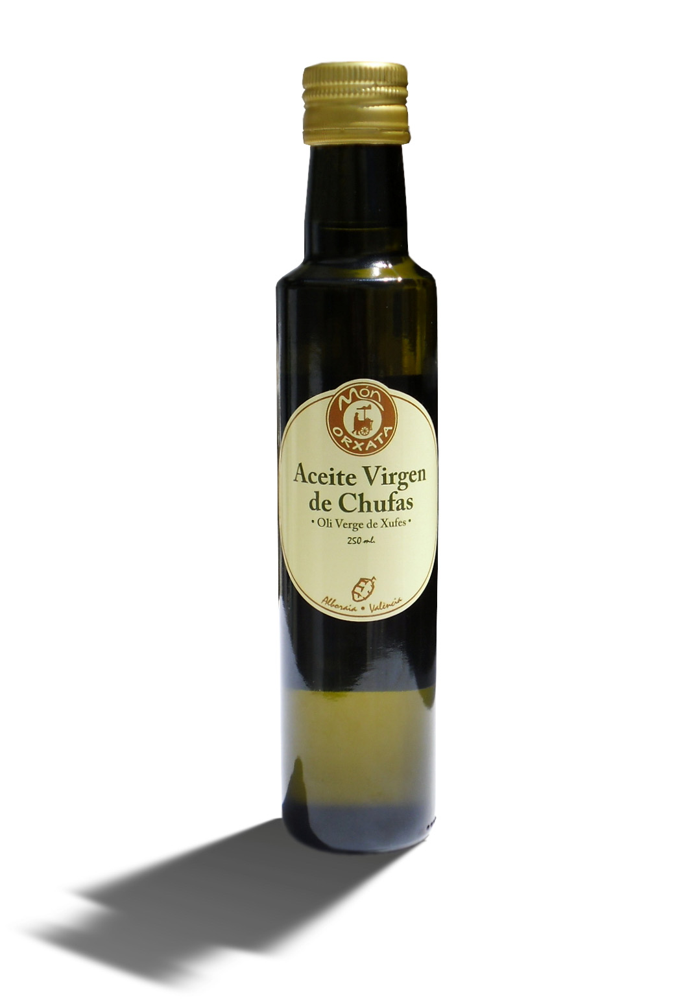 Món
ORXATA
Aceite Virgen
de Chufas
• Oli Verge de Xufes •
250 ml.
Alboraia • València